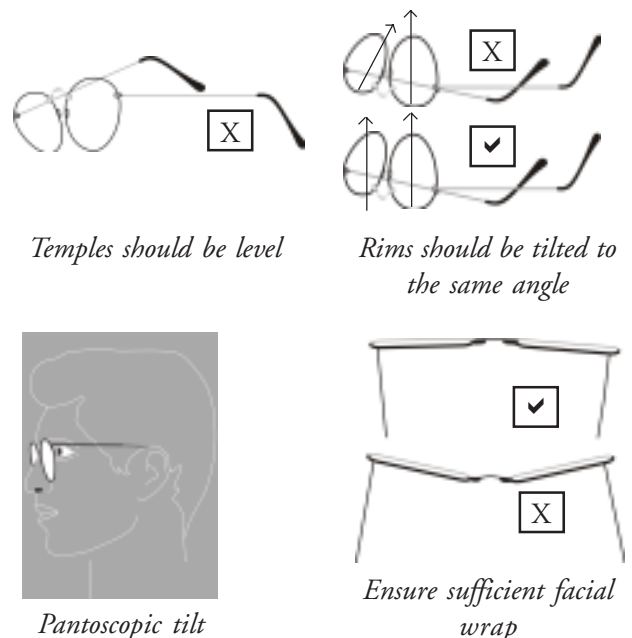 X
X
Temples should be level
Rims should be tilted to
the same angle
X
Pantoscopic tilt
Ensure sufficient facial
wrap